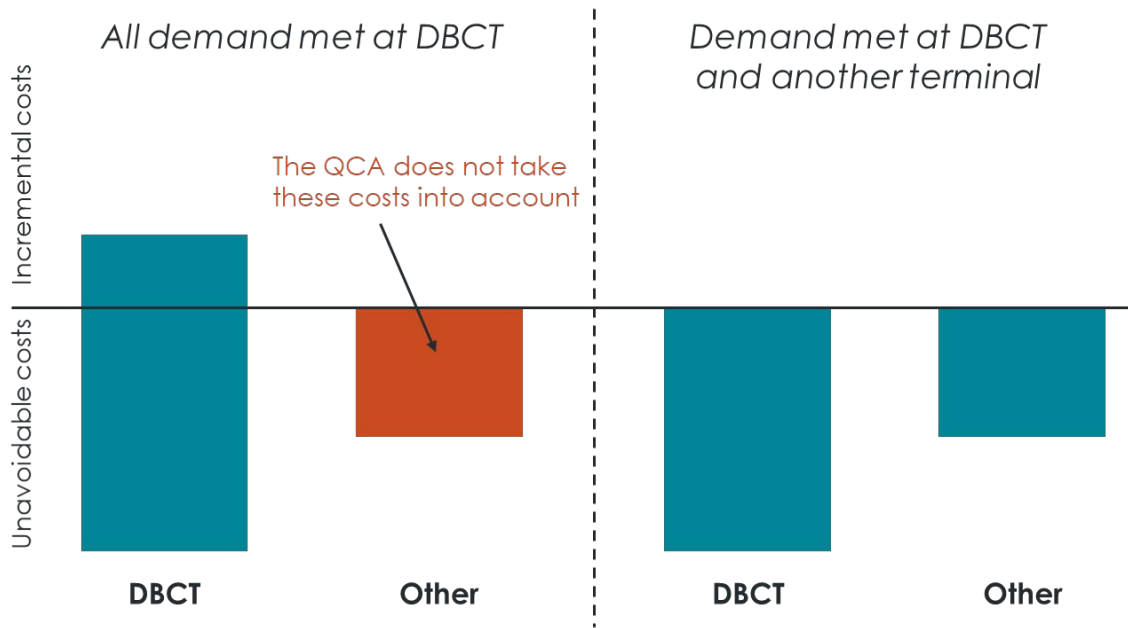 All demand met at DBCT
Demand met at DBCT
and another terminal
Incremental costs
The QCA does not take
these costs into account
Unavoidable costs
DBCT
Other
DBCT
Other